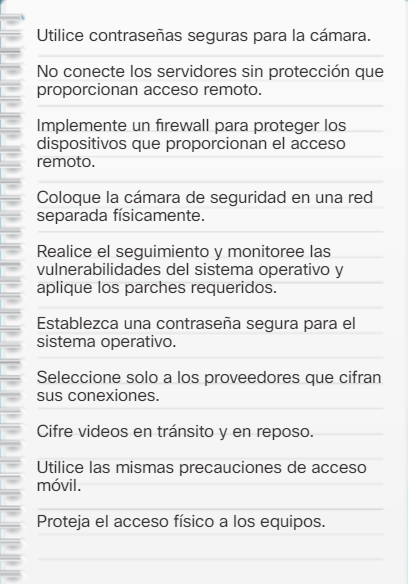 Utilice contraseñas seguras para la cámara.
No conecte los servidores sin protección que
proporcionan acceso remoto.
Implemente un firewall para proteger los
dispositivos que proporcionan el acceso
remoto.
Coloque la cámara de seguridad en una red
separada físicamente.
Realice el seguimiento y monitoree las
vulnerabilidades del sistema operativo y
aplique los parches requeridos.
Establezca una contraseña segura para el
sistema operativo.
Seleccione solo a los proveedores que cifran
sus conexiones.
Cifre videos en tránsito y en reposo.
Utilice las mismas precauciones de acceso
móvil.
Proteja el acceso físico a los equipos.